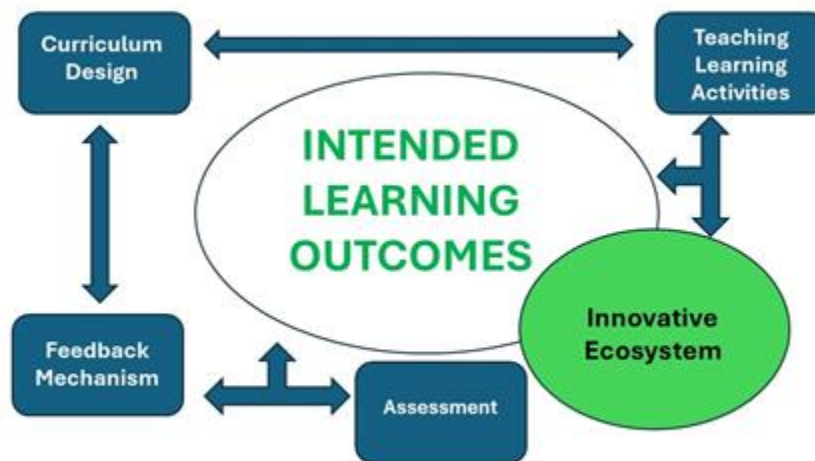 Curriculum
Design
Teaching
Learning
Activities
INTENDED
LEARNING
OUTCOMES
Innovative
Ecosystem
Feedback
Mechanism
Assessment